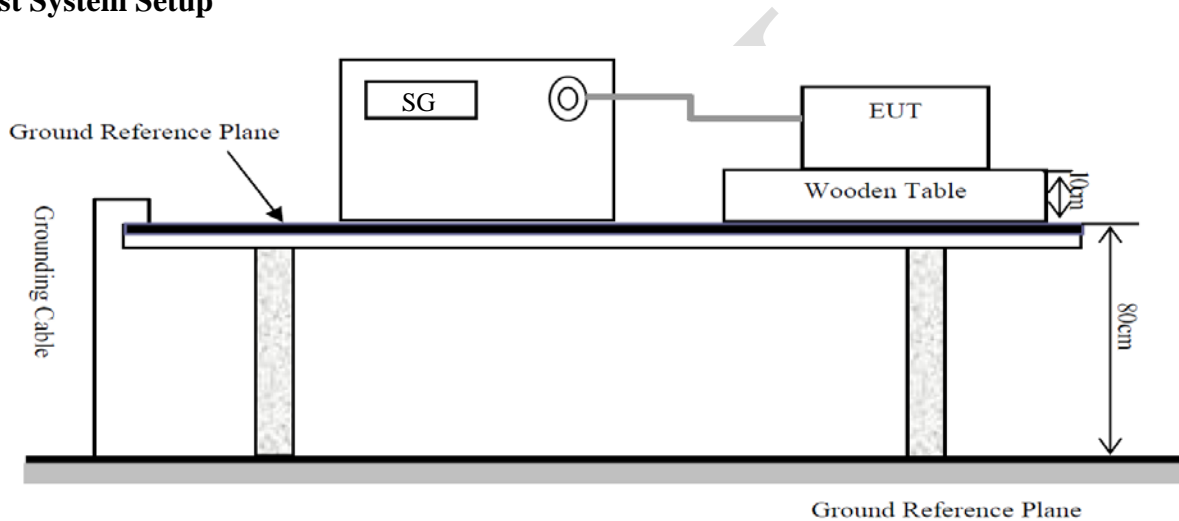 st System Setup
SG
EUT
Ground Reference Plane
Wooden Table
10cm
Grounding Cable
80cm
Ground Reference Plane